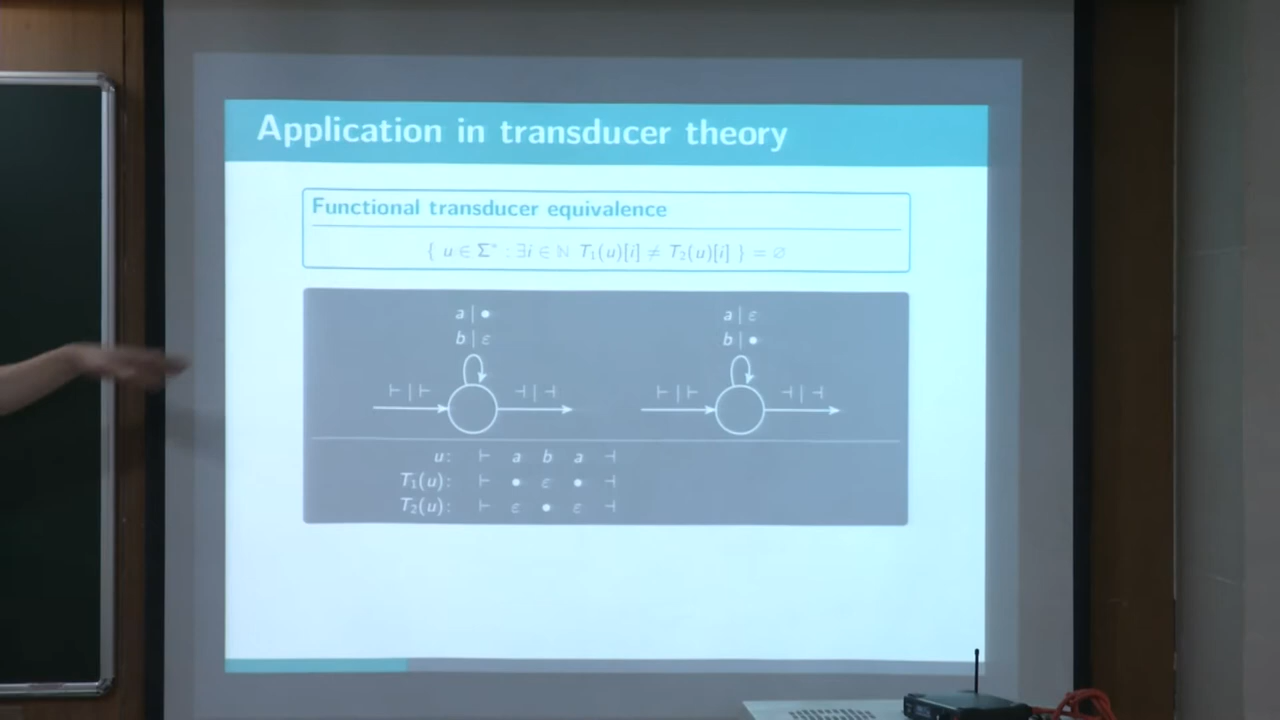 Application in transducer theory
Functional transducer equivalence
{ u ∈ Σ* : ∃i ∈ ℕ T₁(u)[i] ≠ T₂(u)[i] } = ∅
a | •
b | ε
⊢ | ⊢
⊣ | ⊣
a | ε
b | •
⊢ | ⊢
⊣ | ⊣
u: ⊢ a b a ⊣
T₁(u): ⊢ • ε • ⊣
T₂(u): ⊢ ε • ε ⊣